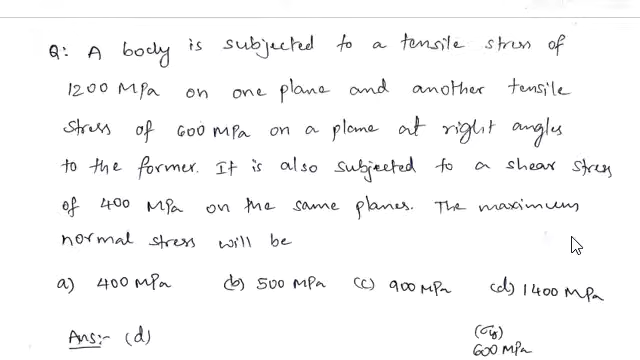 Q: A body is subjected to a tensile stress of
1200 MPa on one plane and another tensile
stress of 600 MPa on a plane at right angles
to the former. It is also subjected to a shear stress
of 400 MPa on the same planes. The maximum
normal stress will be
a) 400 MPa (b) 500 MPa (c) 900 MPa (d) 1400 MPa
Ans:- (d)
(σy)
600 MPa